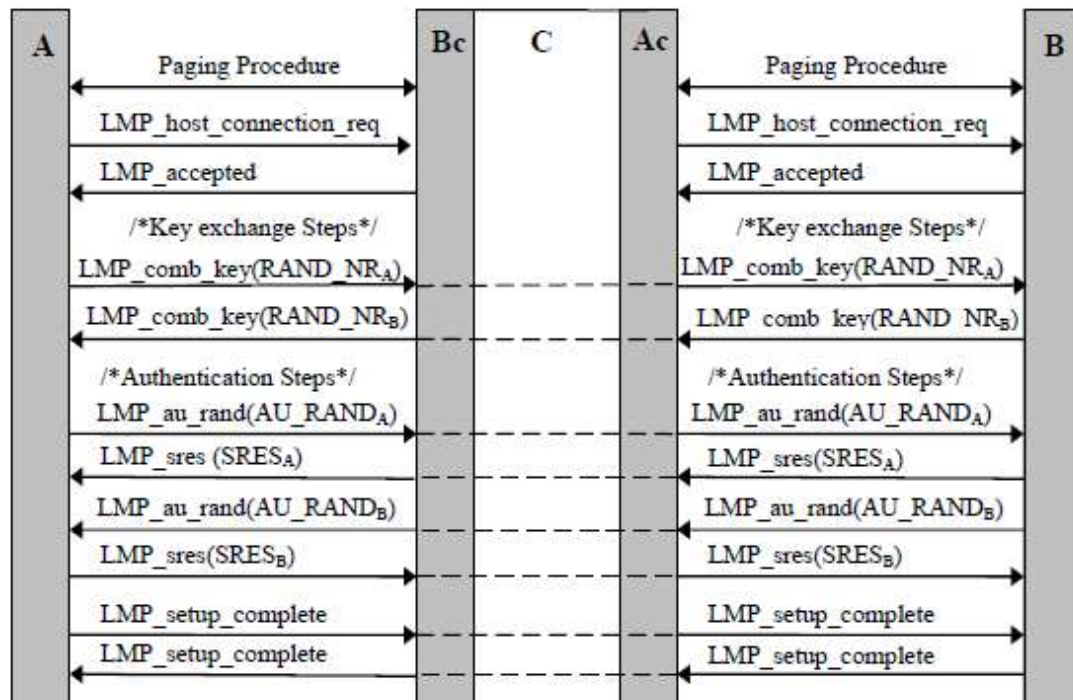 A Bc C Ac B
Paging Procedure Paging Procedure
LMP_host_connection_req LMP_host_connection_req
LMP_accepted LMP_accepted
/*Key exchange Steps*/ /*Key exchange Steps*/
LMP_comb_key(RAND_NRA) LMP_comb_key(RAND_NRA)
LMP_comb_key(RAND_NRB) LMP comb key(RAND NRB)
/*Authentication Steps*/ /*Authentication Steps*/
LMP_au_rand(AU_RANDA) LMP_au_rand(AU_RANDA)
LMP_sres (SRESA) LMP_sres(SRESA)
LMP_au_rand(AU_RANDB) LMP_au_rand(AU_RANDB)
LMP_sres(SRESB) LMP_sres(SRESB)
LMP_setup_complete LMP_setup_complete
LMP_setup_complete LMP_setup_complete